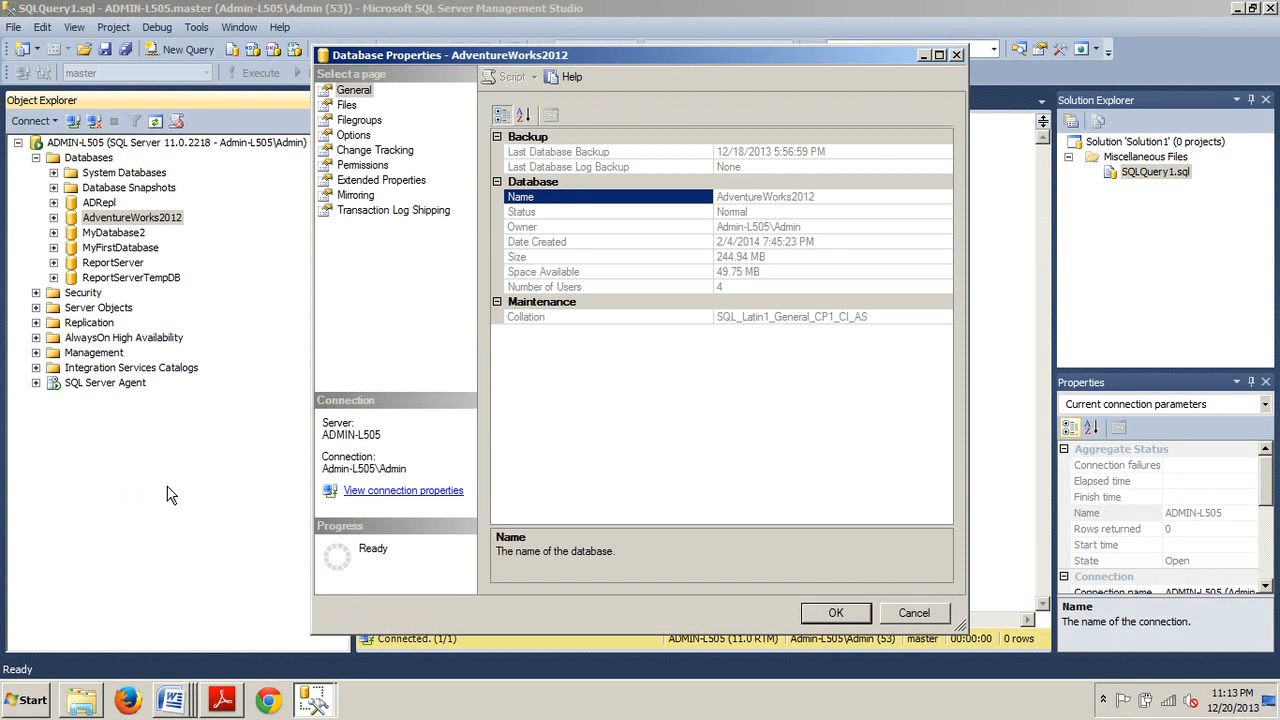 SQLQuery1.sql - ADMIN-L505.master (Admin-L505\Admin (53)) - Microsoft SQL Server Management Studio
File Edit View Project Debug Tools Window Help
New Query
master Execute
Object Explorer
Connect
ADMIN-L505 (SQL Server 11.0.2218 - Admin-L505\Admin)
Databases
System Databases
Database Snapshots
ADRepl
AdventureWorks2012
MyDatabase2
MyFirstDatabase
ReportServer
ReportServerTempDB
Security
Server Objects
Replication
AlwaysOn High Availability
Management
Integration Services Catalogs
SQL Server Agent
Database Properties - AdventureWorks2012
Select a page
General
Files
Filegroups
Options
Change Tracking
Permissions
Extended Properties
Mirroring
Transaction Log Shipping
Connection
Server:
ADMIN-L505
Connection:
Admin-L505\Admin
View connection properties
Progress
Ready
Script Help
Backup
Last Database Backup 12/18/2013 5:56:59 PM
Last Database Log Backup None
Database
Name AdventureWorks2012
Status Normal
Owner Admin-L505\Admin
Date Created 2/4/2014 7:45:23 PM
Size 244.94 MB
Space Available 49.75 MB
Number of Users 4
Maintenance
Collation SQL_Latin1_General_CP1_CI_AS
Name
The name of the database.
OK Cancel
Connected. (1/1) ADMIN-L505 (11.0 RTM) Admin-L505\Admin (53) master 00:00:00 0 rows
Solution Explorer
Solution 'Solution1' (0 projects)
Miscellaneous Files
SQLQuery1.sql
Properties
Current connection parameters
Aggregate Status
Connection failures
Elapsed time
Finish time
Name ADMIN-L505
Rows returned 0
Start time
State Open
Connection
Connection name ADMIN-L505 (Admin
Name
The name of the connection.
Ready
Start
11:13 PM
12/20/2013